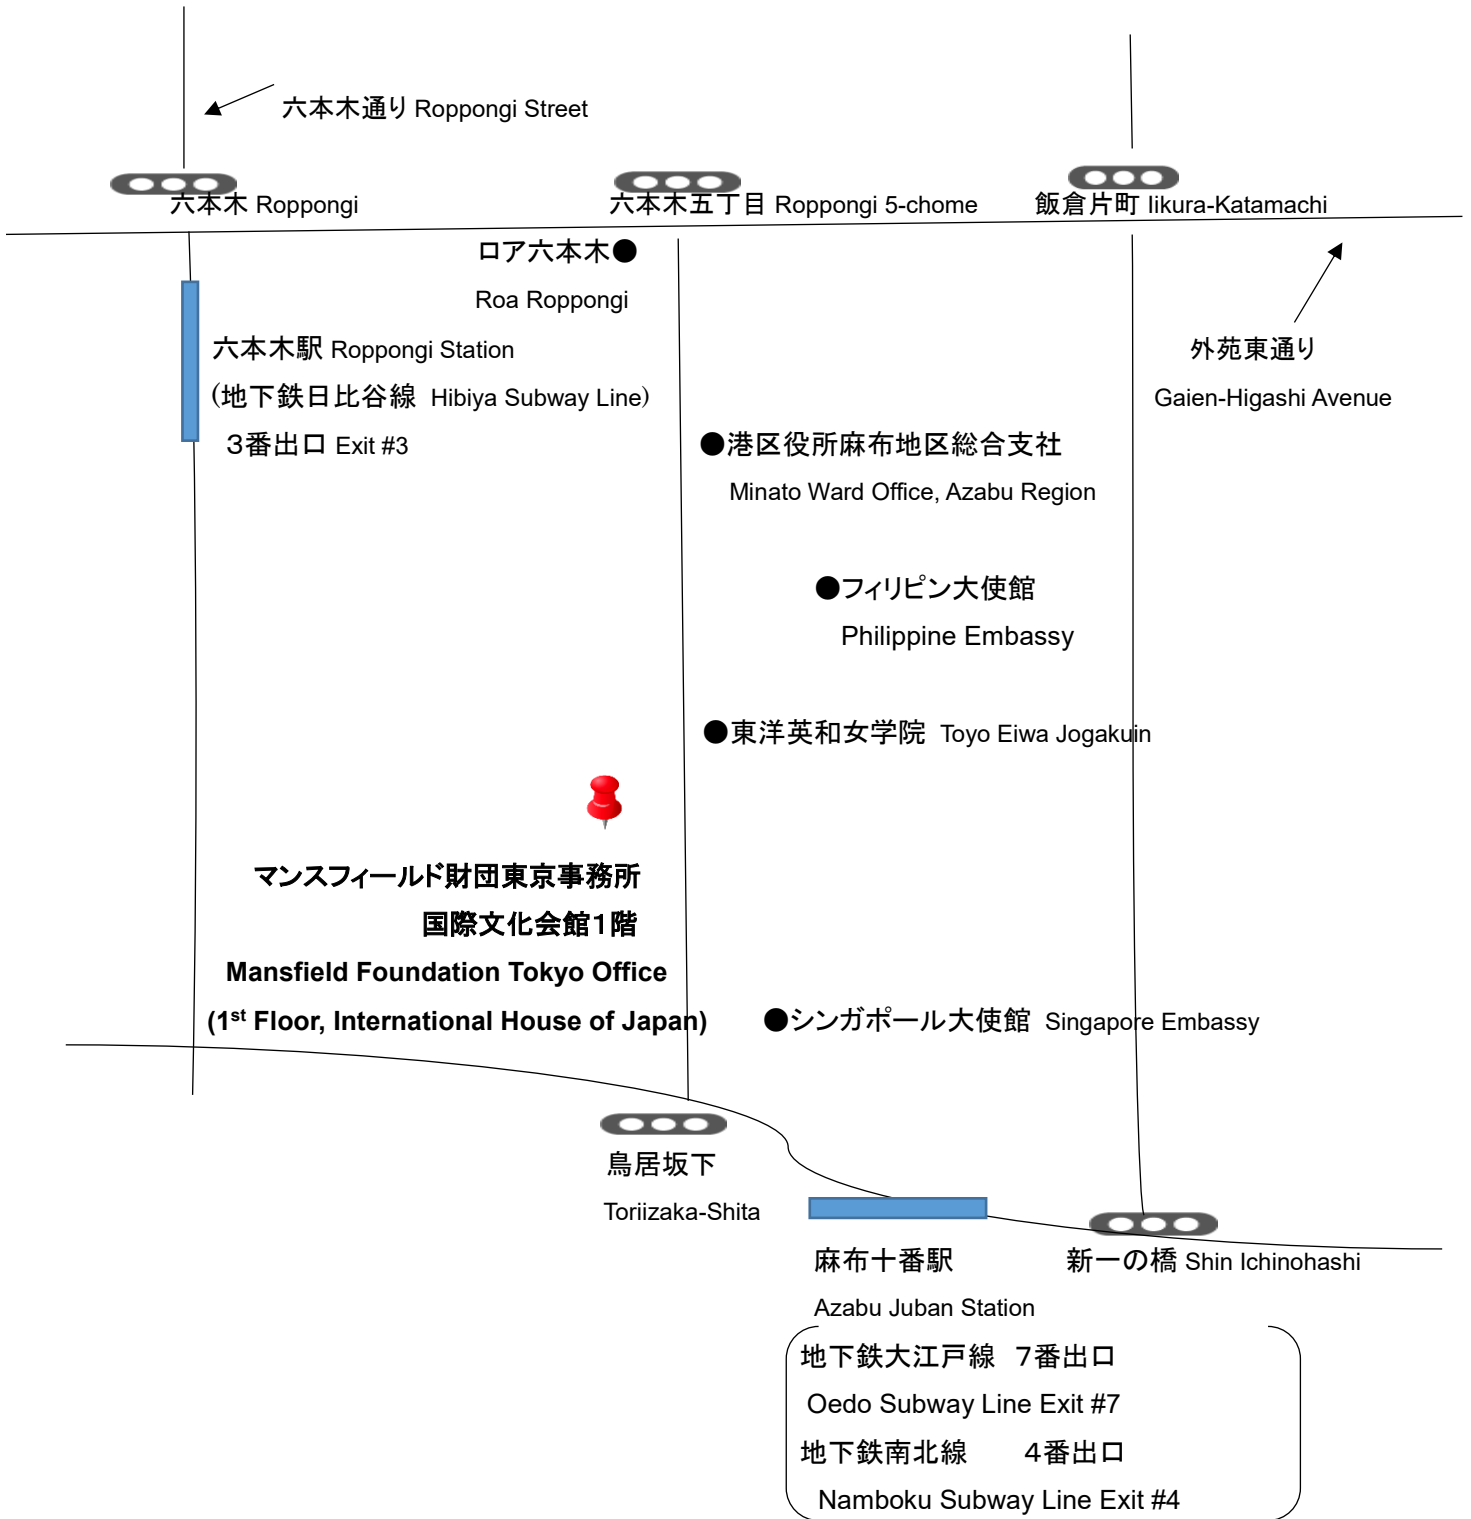 六本木通り Roppongi Street
六本木 Roppongi
六本木五丁目 Roppongi 5-chome
飯倉片町 Iikura-Katamachi
ロア六本木●
Roa Roppongi
六本木駅 Roppongi Station
(地下鉄日比谷線 Hibiya Subway Line)
３番出口 Exit #3
外苑東通り
Gaien-Higashi Avenue
●港区役所麻布地区総合支社
Minato Ward Office, Azabu Region
●フィリピン大使館
Philippine Embassy
●東洋英和女学院 Toyo Eiwa Jogakuin
マンスフィールド財団東京事務所
国際文化会館1階
Mansfield Foundation Tokyo Office
(1st Floor, International House of Japan)
●シンガポール大使館 Singapore Embassy
鳥居坂下
Toriizaka-Shita
麻布十番駅
Azabu Juban Station
新一の橋 Shin Ichinohashi
地下鉄大江戸線 ７番出口
Oedo Subway Line Exit #7
地下鉄南北線 ４番出口
Namboku Subway Line Exit #4